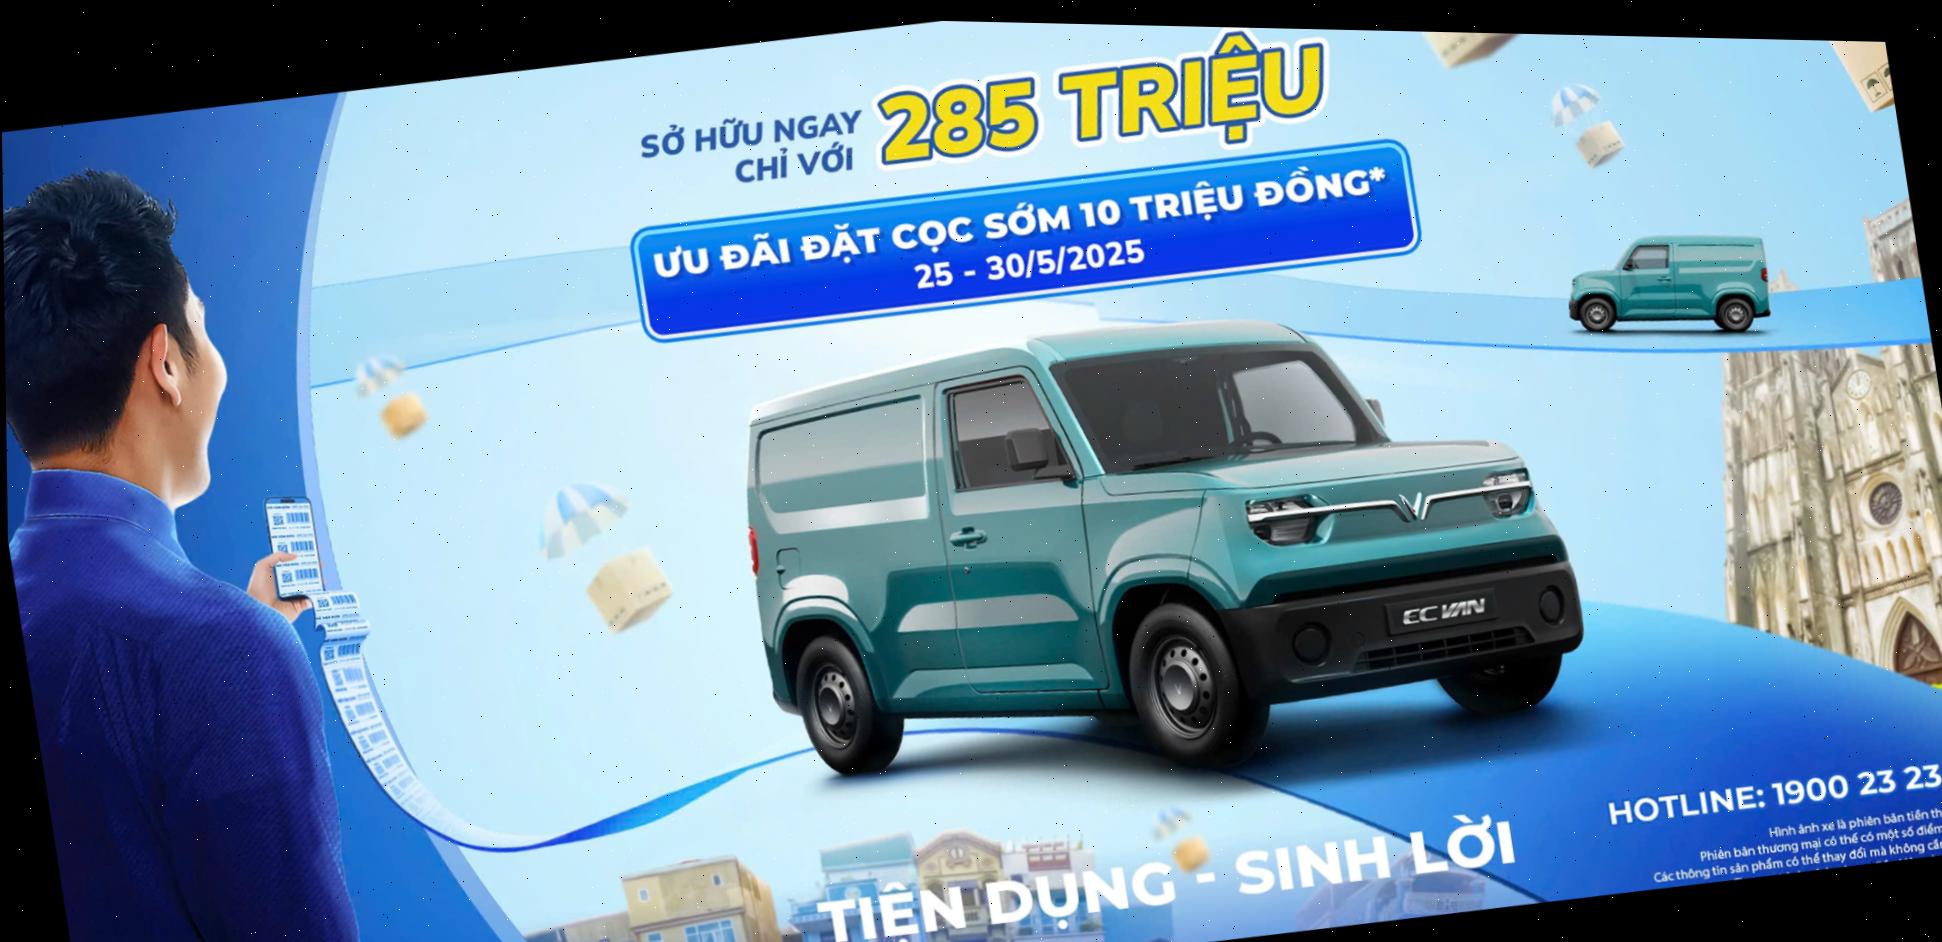 SỞ HỮU NGAY
CHỈ VỚI
285 TRIỆU
ƯU ĐÃI ĐẶT CỌC SỚM 10 TRIỆU ĐỒNG*
25 - 30/5/2025
EC VAN
HOTLINE: 1900 23 23
Hình ảnh xe là phiên bản tiền
Phiên bản thương mại có thể có một số điểm
Các thông tin sản phẩm có thể thay đổi mà không
TIỆN DỤNG - SINH LỜI